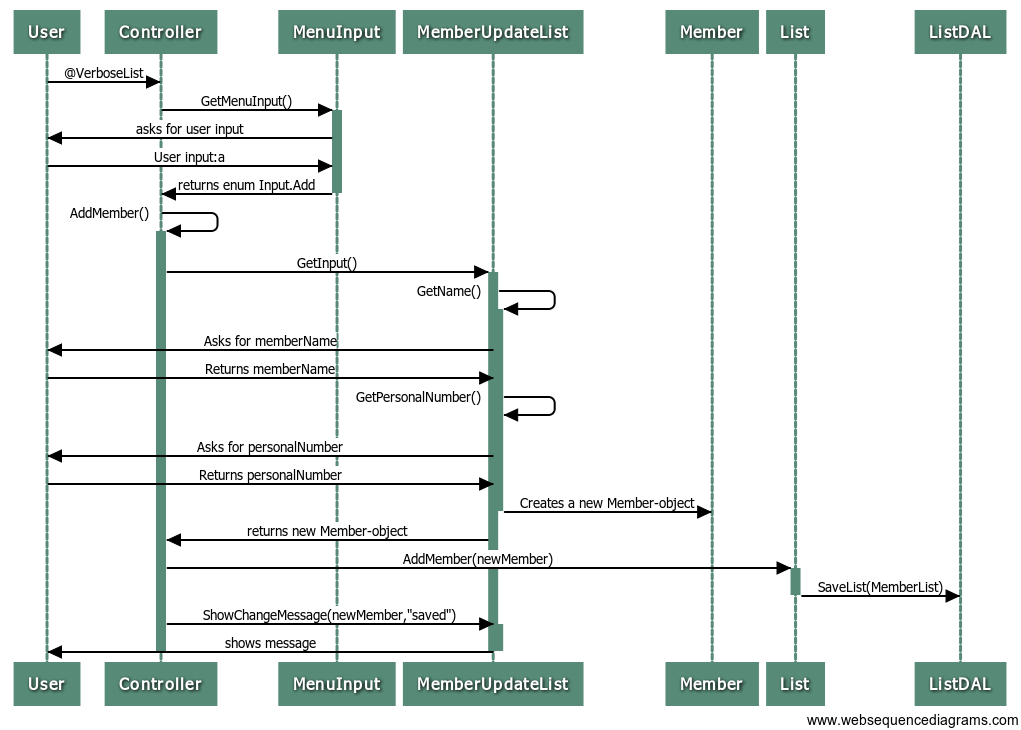 User Controller MenuInput MemberUpdateList Member List ListDAL
@VerboseList
GetMenuInput()
asks for user input
User input:a
returns enum Input.Add
AddMember()
GetInput()
GetName()
Asks for memberName
Returns memberName
GetPersonalNumber()
Asks for personalNumber
Returns personalNumber
Creates a new Member-object
returns new Member-object
AddMember(newMember)
SaveList(MemberList)
ShowChangeMessage(newMember,"saved")
shows message
User Controller MenuInput MemberUpdateList Member List ListDAL
www.websequencediagrams.com